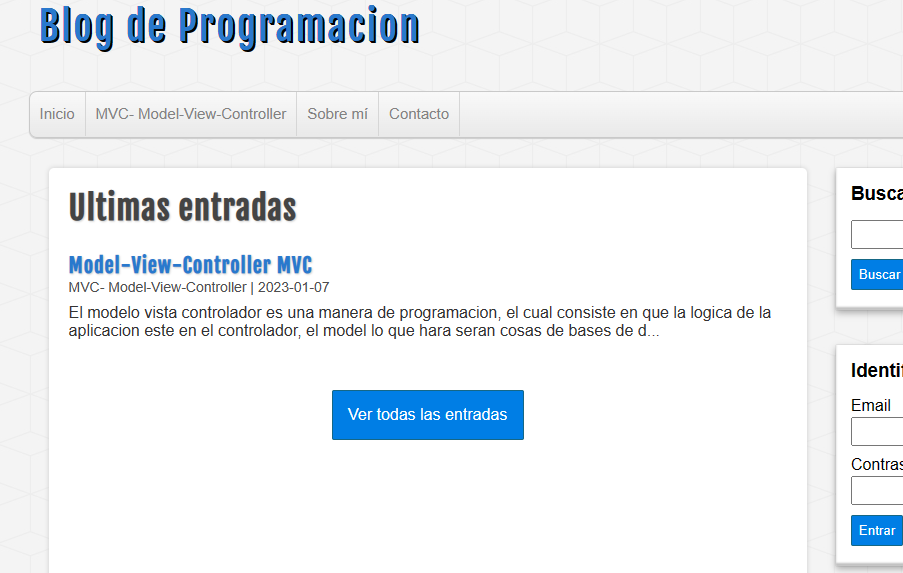 Blog de Programacion
Inicio
MVC- Model-View-Controller
Sobre mí
Contacto
Ultimas entradas
Model-View-Controller MVC
MVC- Model-View-Controller | 2023-01-07
El modelo vista controlador es una manera de programacion, el cual consiste en que la logica de la
aplicacion este en el controlador, el model lo que hara seran cosas de bases de d...
Ver todas las entradas
Busca
Buscar
Identif
Email
Contras
Entrar